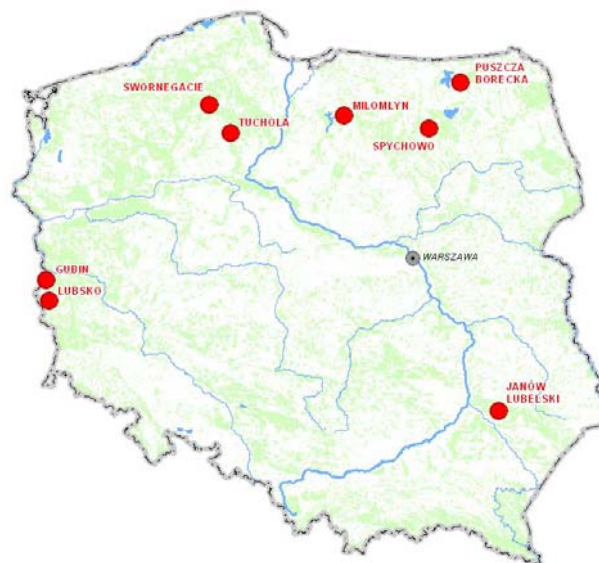 PUSZCZA
BORECKA
SWORNEGACIE
MIŁOMŁYN
TUCHOLA
SPYCHOWO
WARSZAWA
GUBIN
LUBSKO
JANÓW
LUBELSKI